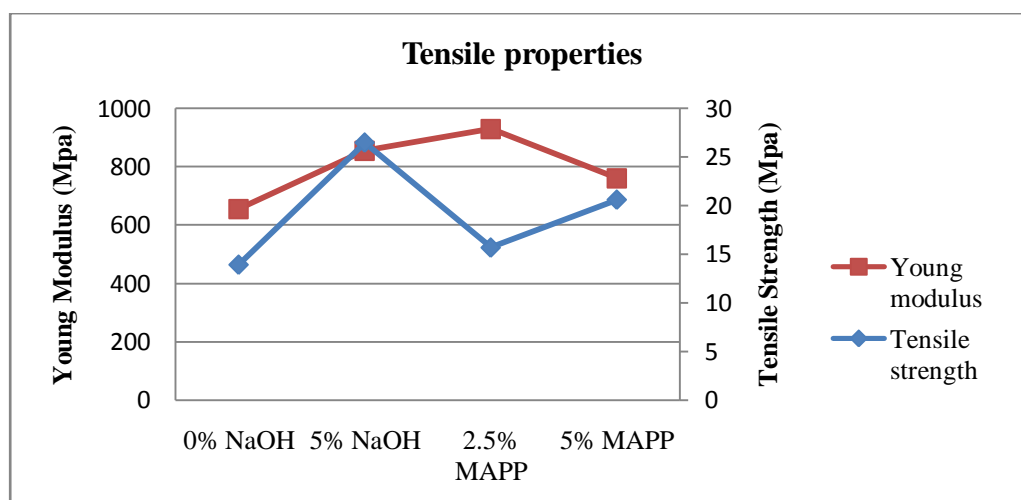 Tensile properties
Young Modulus (Mpa)
1000
800
600
400
200
0
30
25
20
15
10
5
0
Tensile Strength (Mpa)
0% NaOH
5% NaOH
2.5%
MAPP
5% MAPP
Young
modulus
Tensile
strength